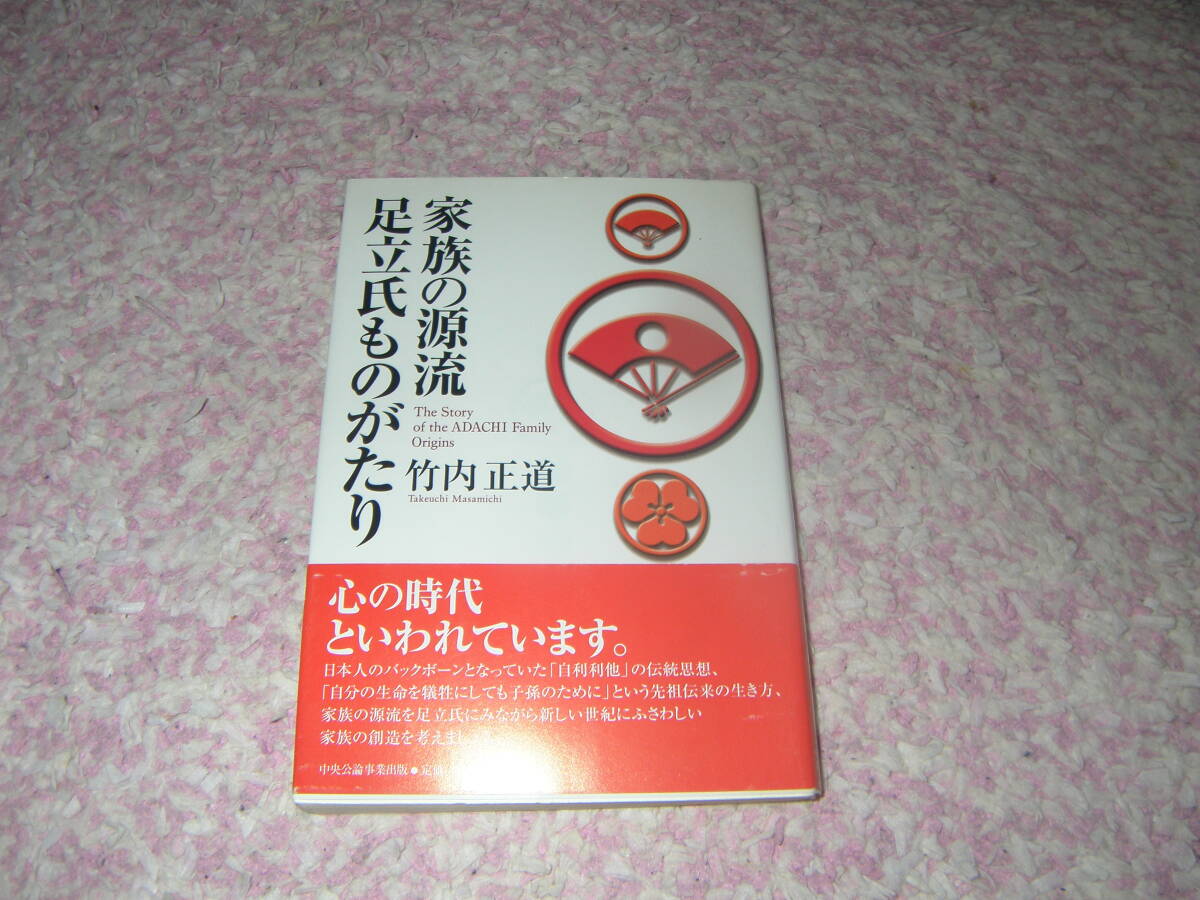 家族の源流
足立氏ものがたり
The Story
of the ADACHI Family
Origins
竹内 正道
Takeuchi Masamichi
心の時代
といわれています。
日本人のバックボーンとなっていた「自利利他」の伝統思想、
「自分の生命を犠牲にしても子孫のために」という先祖伝来の生き方、
家族の源流を足立氏にみながら新しい世紀にふさわしい
家族の創造を考えまし
中央公論事業出版●定価